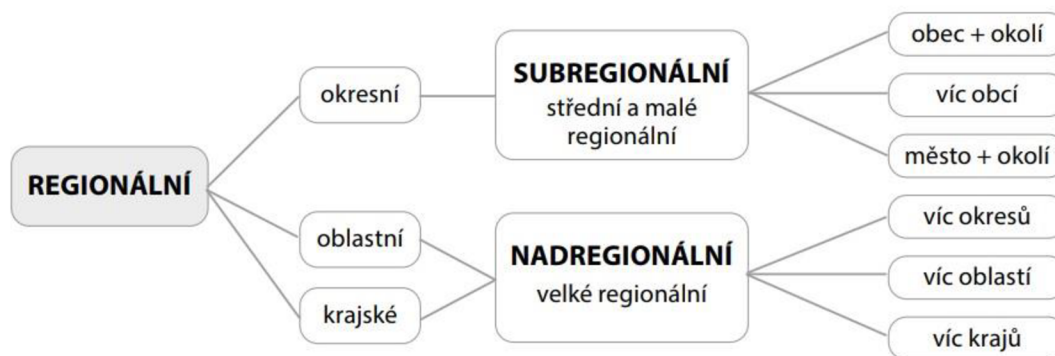 REGIONÁLNÍ
okresní
oblastní
krajské
SUBREGIONÁLNÍ
střední a malé
regionální
NADREGIONÁLNÍ
velké regionální
obec + okolí
víc obcí
město + okolí
víc okresů
víc oblastí
víc krajů